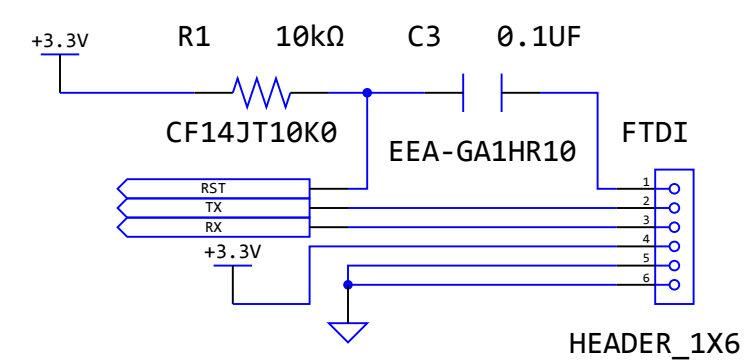 +3.3V R1 10kΩ C3 0.1UF
CF14JT10K0 EEA-GA1HR10 FTDI
RST 1
TX 2
RX 3
+3.3V 4
5
6
HEADER_1X6